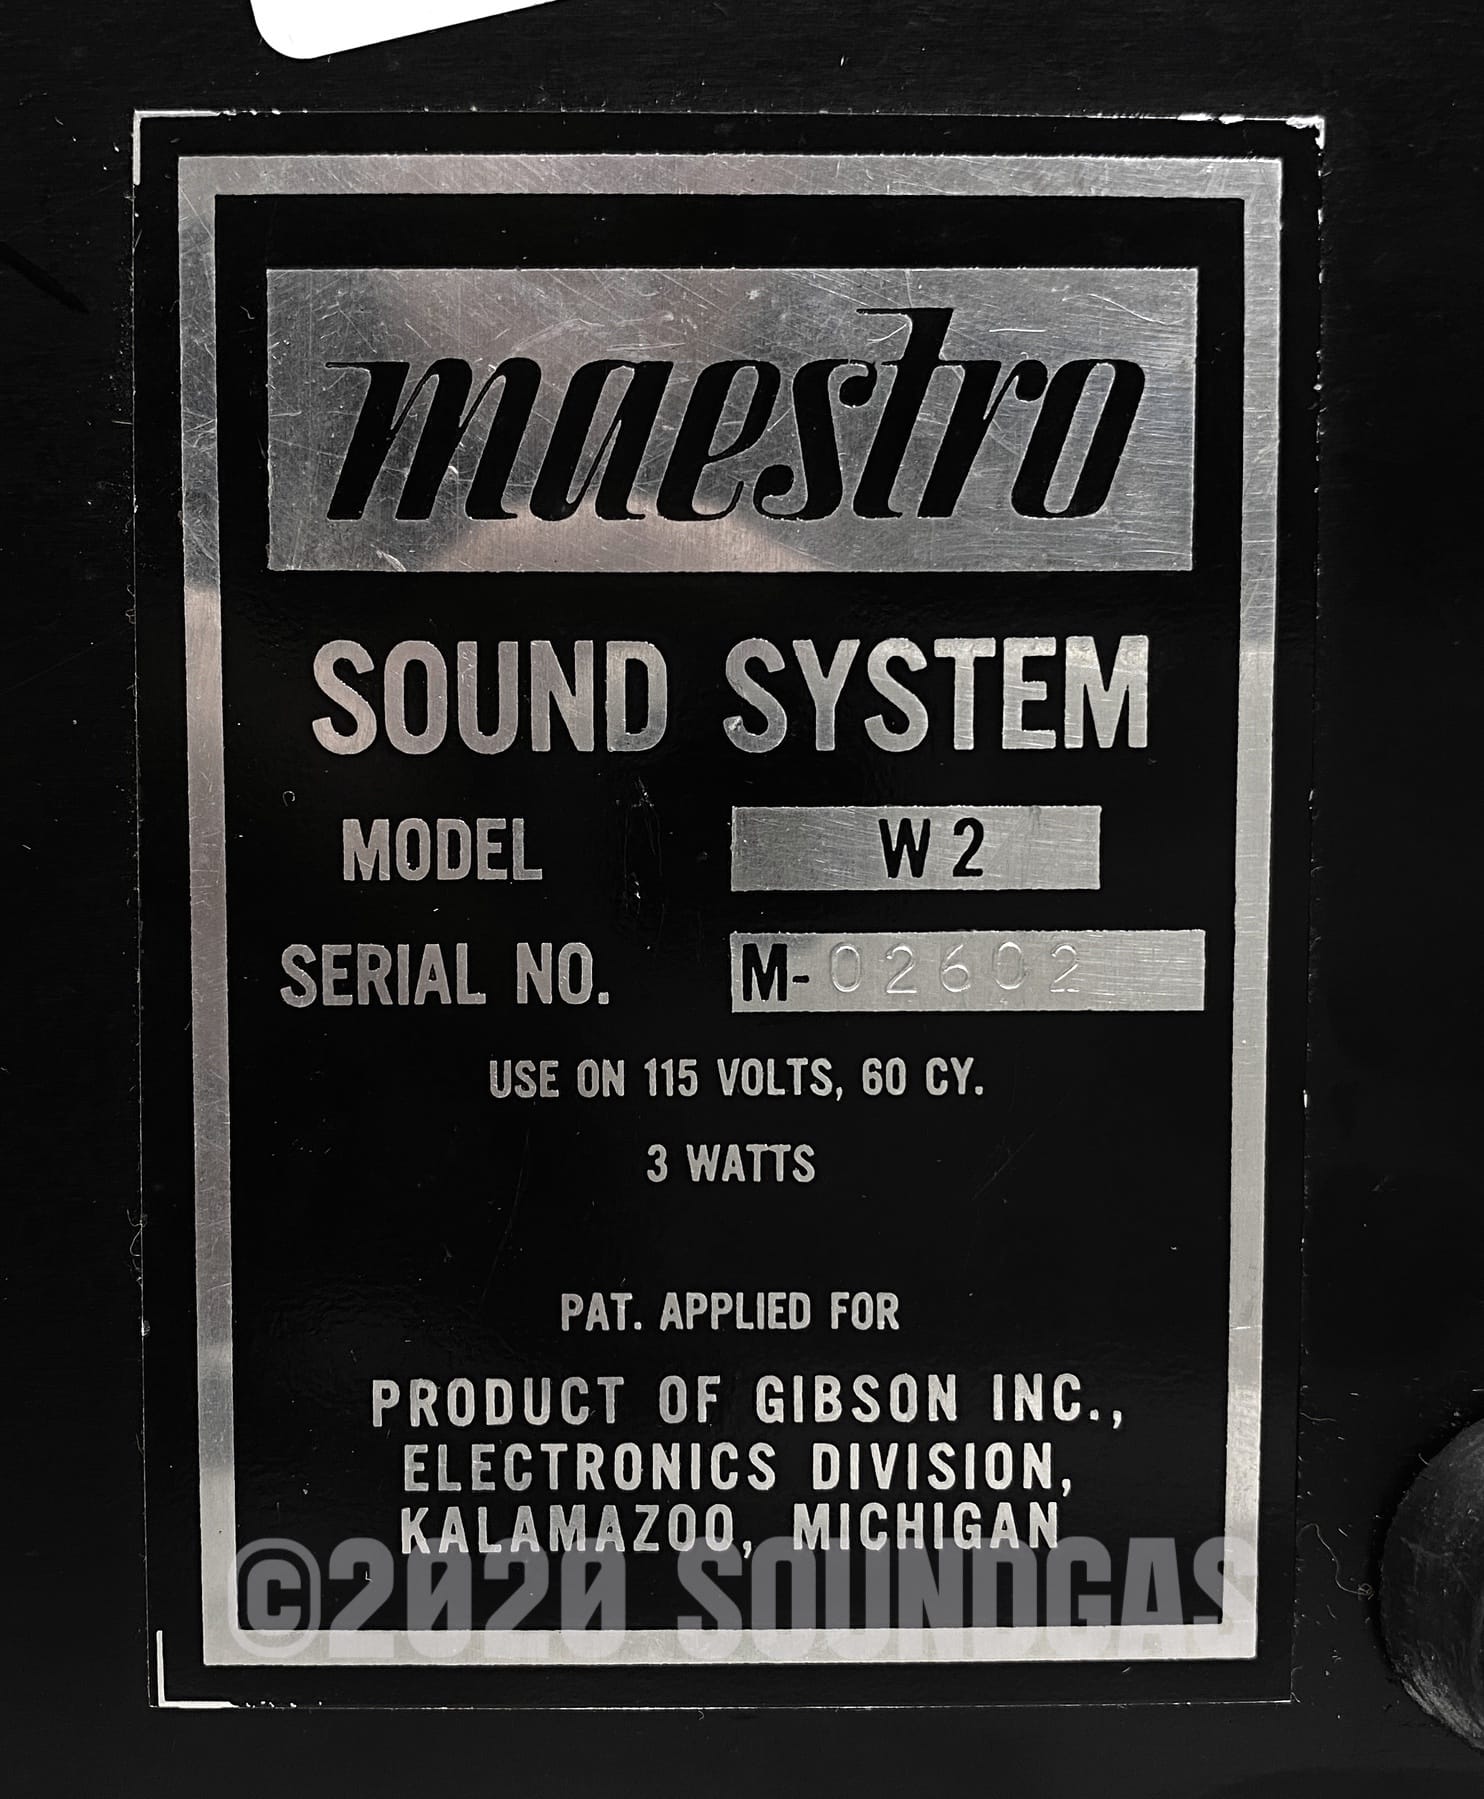 maestro
SOUND SYSTEM
MODEL W2
SERIAL NO. M-02602
USE ON 115 VOLTS, 60 CY.
3 WATTS
PAT. APPLIED FOR
PRODUCT OF GIBSON INC.,
ELECTRONICS DIVISION,
KALAMAZOO, MICHIGAN
©2020 SOUNDGAS